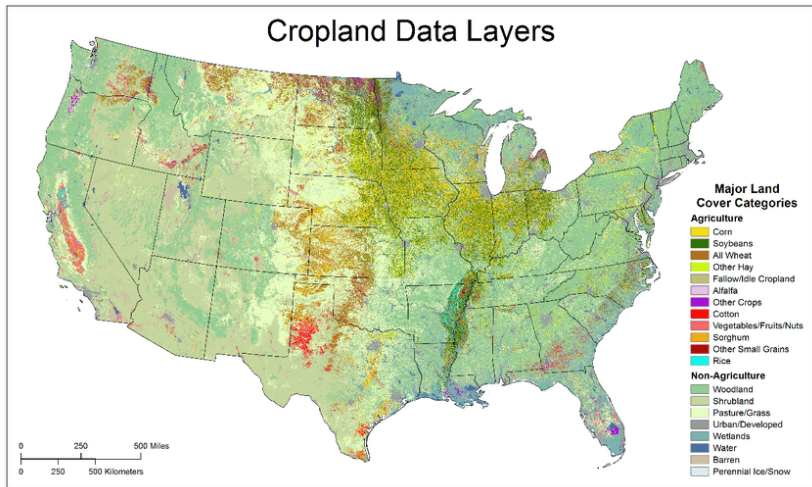 Cropland Data Layers
Major Land
Cover Categories
Agriculture
Corn
Soybeans
All Wheat
Other Hay
Fallow/Idle Cropland
Alfalfa
Other Crops
Cotton
Vegetables/Fruits/Nuts
Sorghum
Other Small Grains
Rice
Non-Agriculture
Woodland
Shrubland
Pasture/Grass
Urban/Developed
Wetlands
Water
Barren
Perennial Ice/Snow
0 250 500 Miles
0 250 500 Kilometers